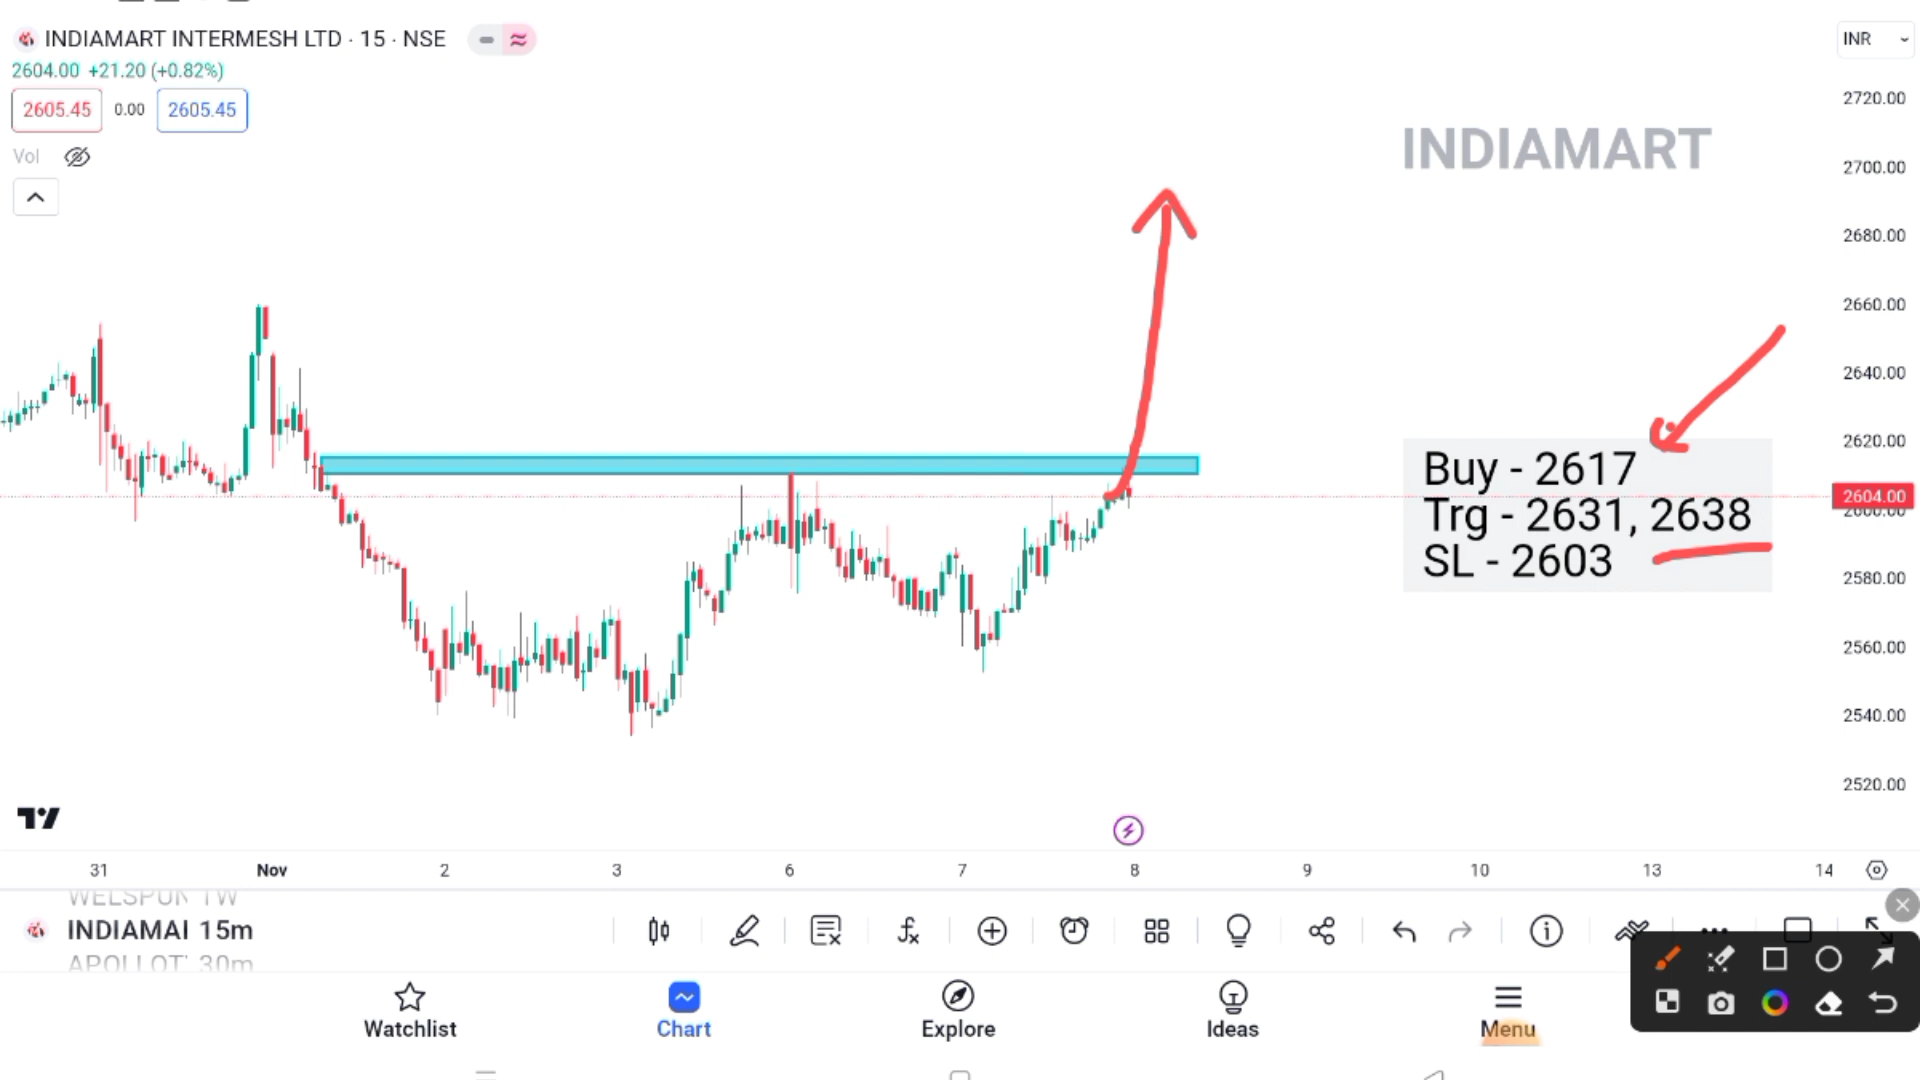 INDIAMART INTERMESH LTD · 15 · NSE
INR
2604.00 +21.20 (+0.82%)
2605.45 0.00 2605.45
Vol
INDIAMART
2720.00
2700.00
2680.00
2660.00
2640.00
2620.00
2604.00
2600.00
2580.00
2560.00
2540.00
2520.00
Buy - 2617
Trg - 2631, 2638
SL - 2603
31 Nov 2 3 6 7 8 9 10 13 14
INDIAMAI 15m
APOLLOT' 30m
Watchlist
Chart
Explore
Ideas
Menu